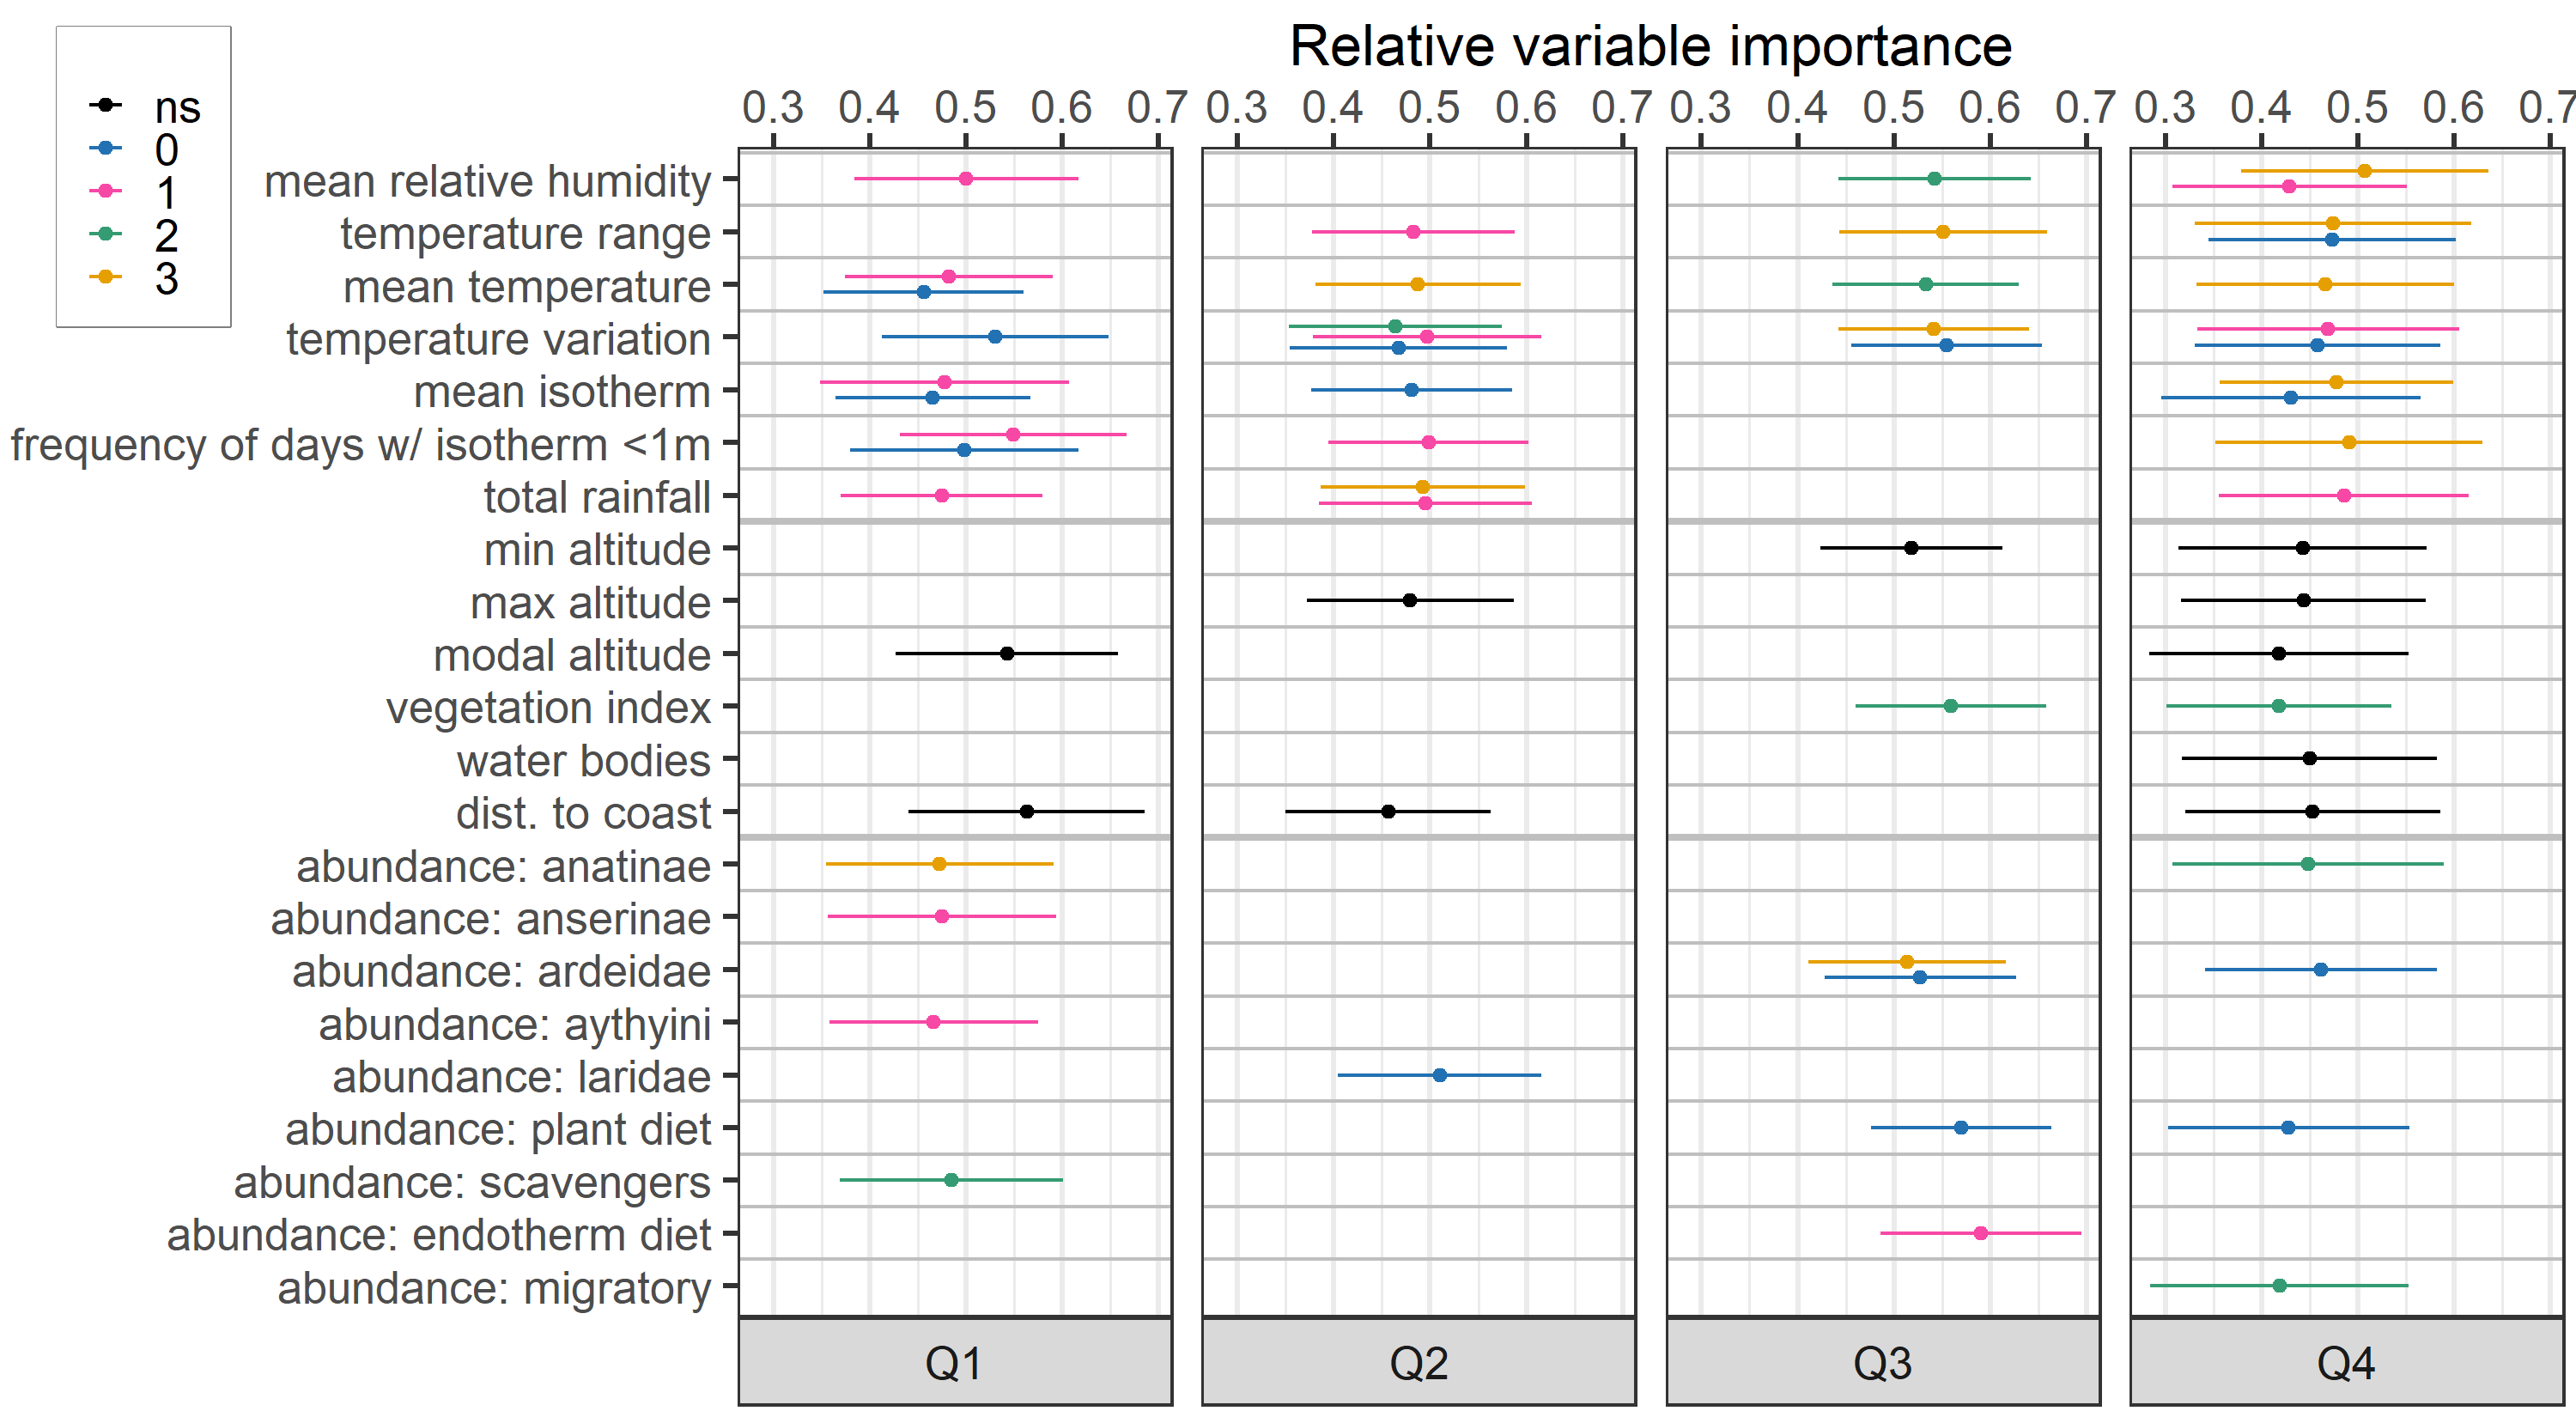 Relative variable importance
ns
0
1
2
3
0.3 0.4 0.5 0.6 0.7 0.3 0.4 0.5 0.6 0.7 0.3 0.4 0.5 0.6 0.7 0.3 0.4 0.5 0.6 0.7
mean relative humidity
temperature range
mean temperature
temperature variation
mean isotherm
frequency of days w/ isotherm <1m
total rainfall
min altitude
max altitude
modal altitude
vegetation index
water bodies
dist. to coast
abundance: anatinae
abundance: anserinae
abundance: ardeidae
abundance: aythyini
abundance: laridae
abundance: plant diet
abundance: scavengers
abundance: endotherm diet
abundance: migratory
Q1 Q2 Q3 Q4